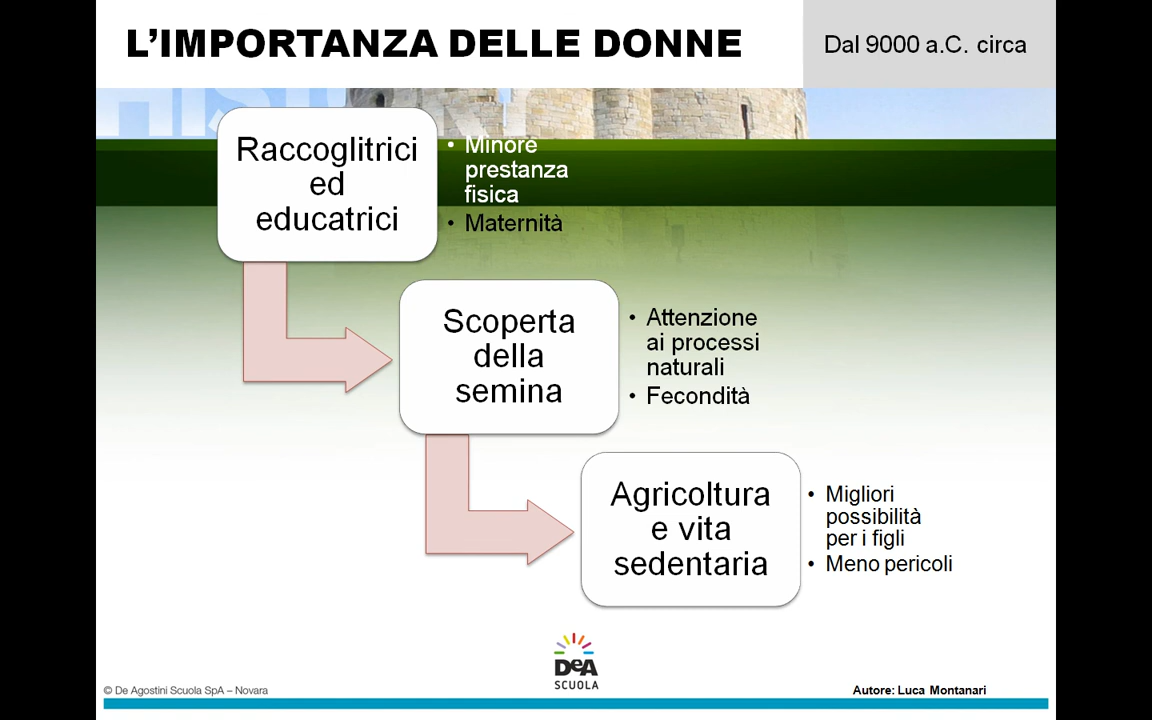 L’IMPORTANZA DELLE DONNE
Dal 9000 a.C. circa
HISTORY
Raccoglitrici
ed
educatrici
• Minore
prestanza
fisica
• Maternità
Scoperta
della
semina
• Attenzione
ai processi
naturali
• Fecondità
Agricoltura
e vita
sedentaria
• Migliori
possibilità
per i figli
• Meno pericoli
DeA
SCUOLA
© De Agostini Scuola SpA – Novara
Autore: Luca Montanari